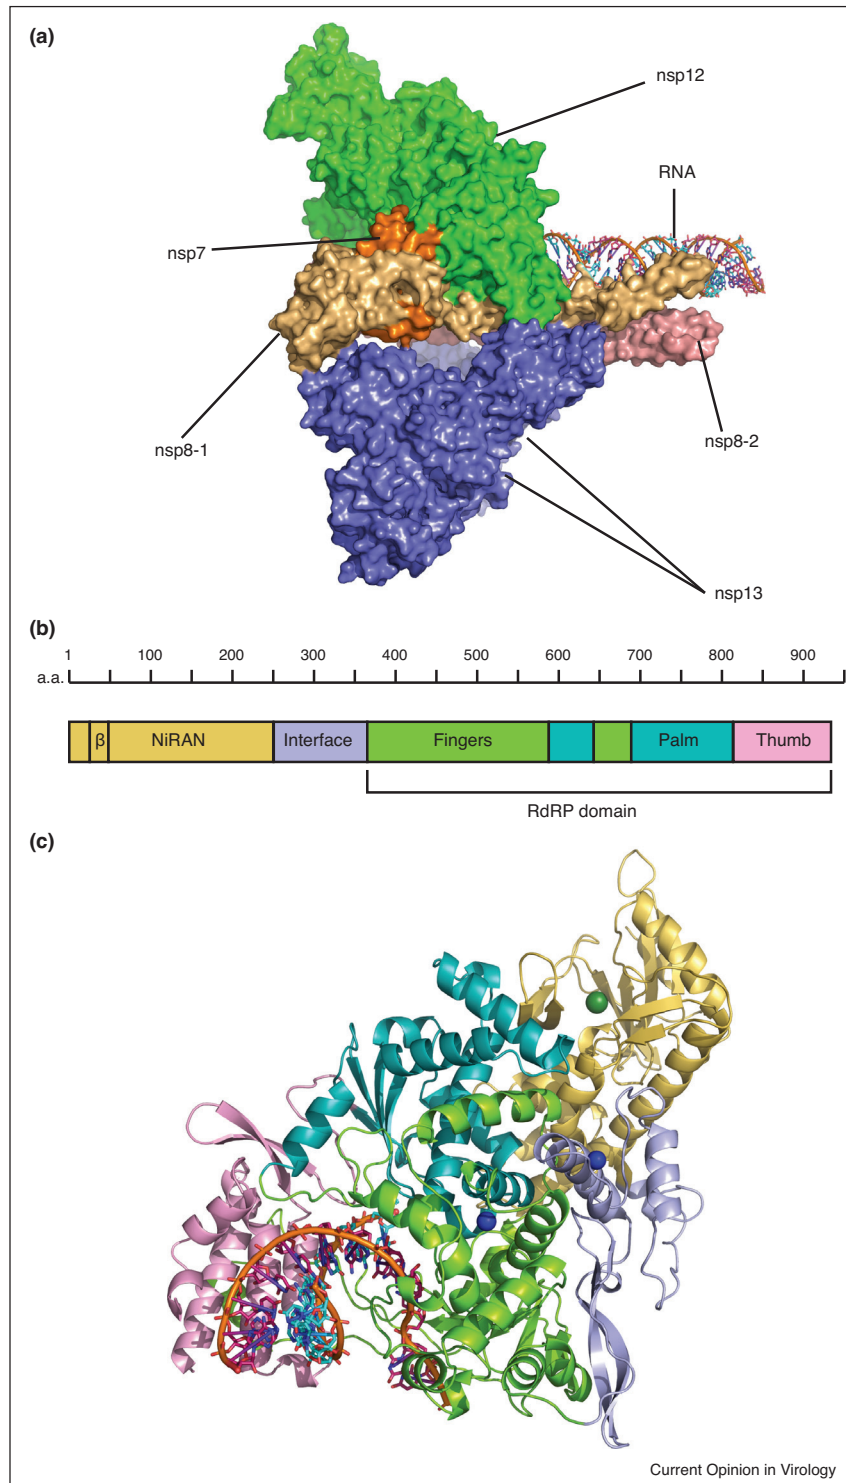 (a)
nsp12
RNA
nsp7
nsp8-1
nsp8-2
nsp13
(b)
1 100 200 300 400 500 600 700 800 900
a.a.
β NiRAN Interface Fingers Palm Thumb
RdRP domain
(c)
Current Opinion in Virology